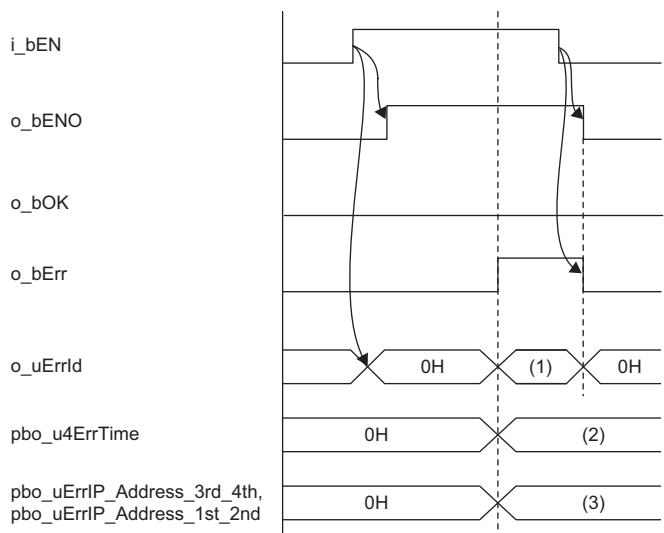 i_bEN
o_bENO
o_bOK
o_bErr
o_uErrId
0H
(1)
0H
pbo_u4ErrTime
0H
(2)
pbo_uErrIP_Address_3rd_4th,
pbo_uErrIP_Address_1st_2nd
0H
(3)